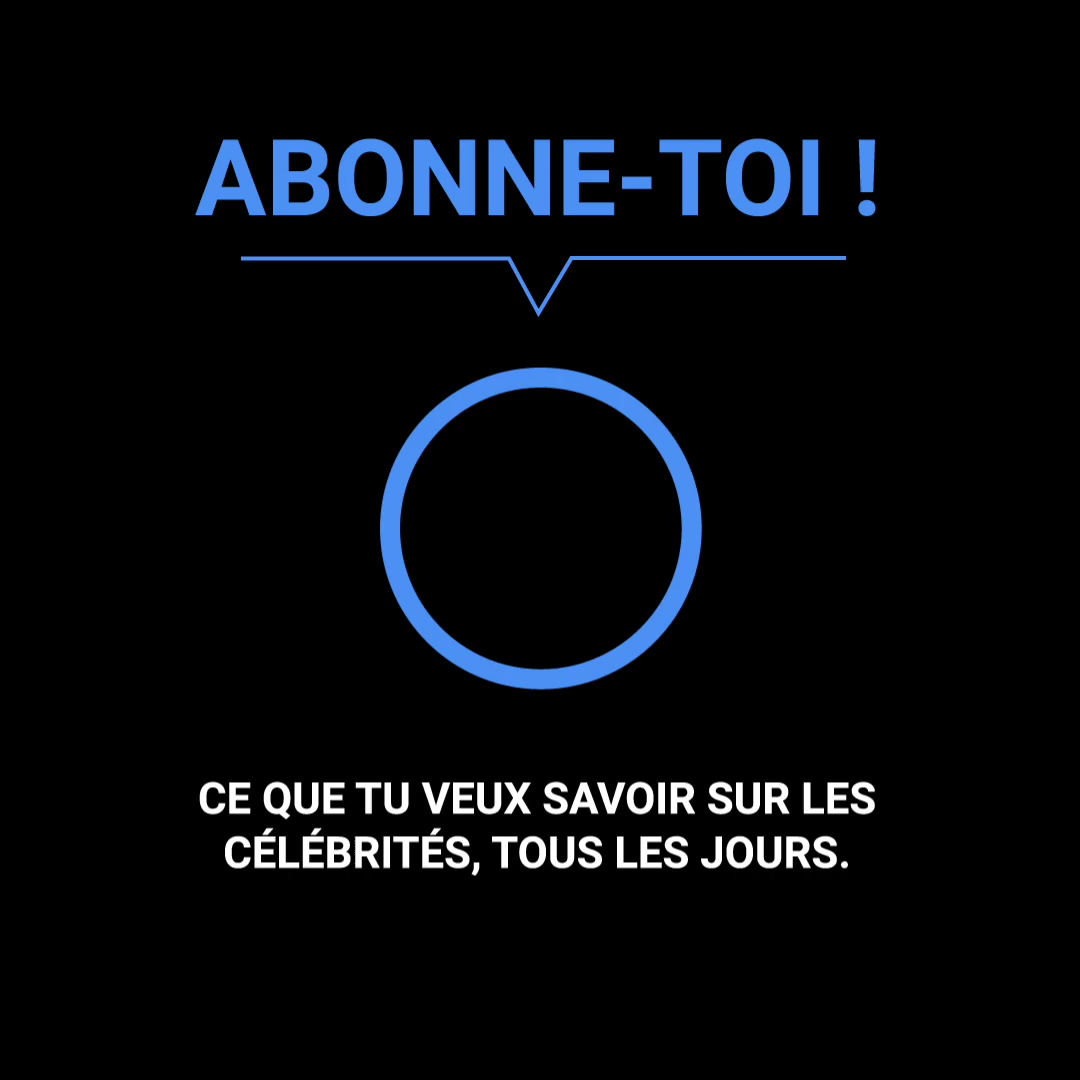 ABONNE-TOI !
CE QUE TU VEUX SAVOIR SUR LES
CÉLÉBRITÉS, TOUS LES JOURS.